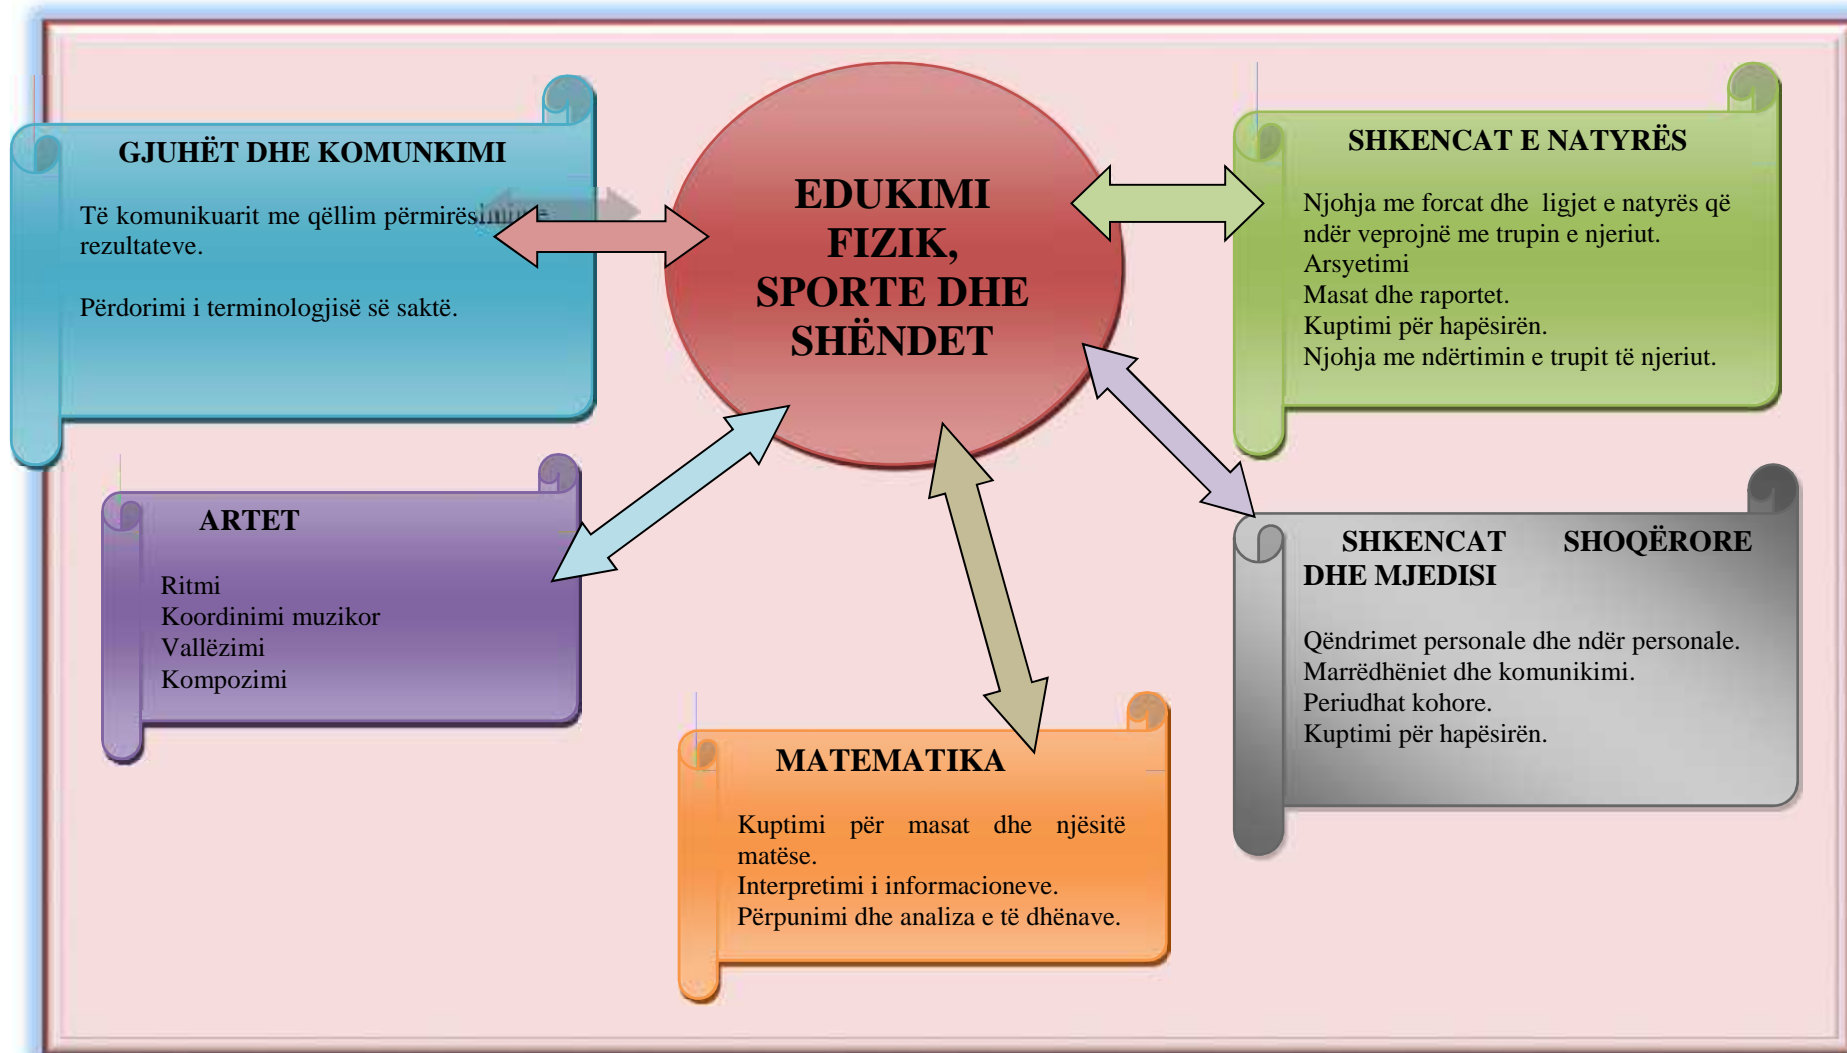 GJUHËT DHE KOMUNKIMI
Të komunikuarit me qëllim
rezultateve.
Përdorimi i terminologjisë së saktë.
EDUKIMI
FIZIK,
SPORTE DHE
SHËNDET
SHKENCAT E NATYRËS
Njohja me forcat dhe ligjet e natyrës që
ndër veprojnë me trupin e njeriut.
Arsyetimi
Masat dhe raportet.
Kuptimi për hapësirën.
Njohja me ndërtimin e trupit të njeriut.
ARTET
Ritmi
Koordinimi muzikor
Vallëzimi
Kompozimi
SHKENCAT SHOQËRORE
DHE MJEDISI
Qëndrimet personale dhe ndër personale.
Marrëdhëniet dhe komunikimi.
Periudhat kohore.
Kuptimi për hapësirën.
MATEMATIKA
Kuptimi për masat dhe njësitë
matëse.
Interpretimi i informacioneve.
Përpunimi dhe analiza e të dhënave.